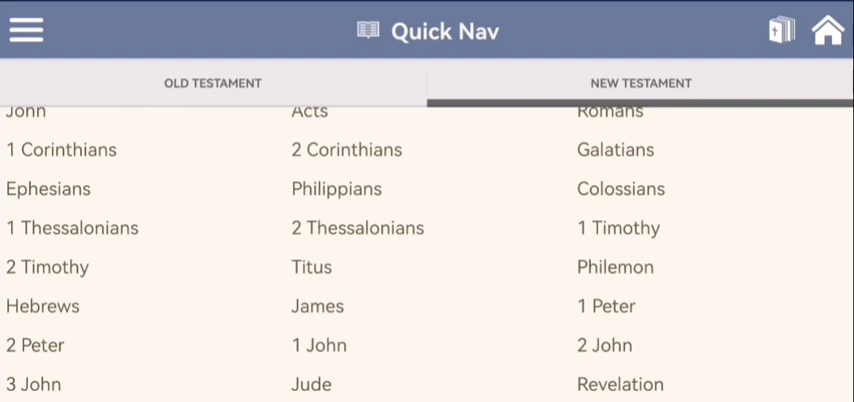 Quick Nav
OLD TESTAMENT NEW TESTAMENT
John Acts Romans
1 Corinthians 2 Corinthians Galatians
Ephesians Philippians Colossians
1 Thessalonians 2 Thessalonians 1 Timothy
2 Timothy Titus Philemon
Hebrews James 1 Peter
2 Peter 1 John 2 John
3 John Jude Revelation